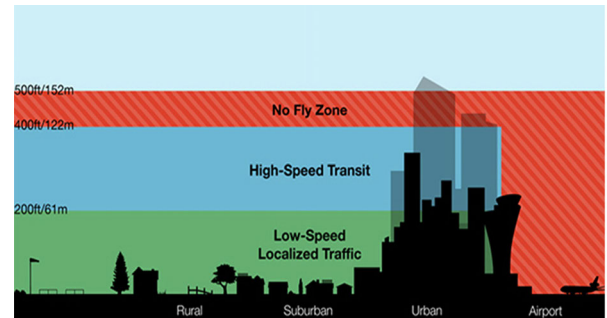 500ft/152m
No Fly Zone
400ft/122m
High-Speed Transit
200ft/61m
Low-Speed
Localized Traffic
Rural
Suburban
Urban
Airport